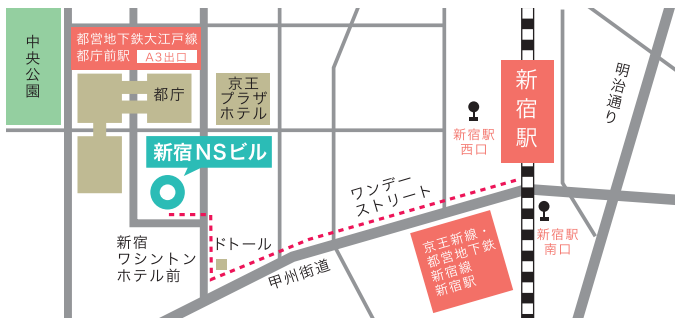 中央公園
都営地下鉄大江戸線
都庁前駅 A3出口
都庁
京王
プラザ
ホテル
新宿NSビル
新宿
ワシントン
ホテル前
ドトール
甲州街道
ワンデー
ストリート
新宿駅
西口
新宿駅
明治通り
新宿駅
南口
京王新線・
都営地下鉄
新宿線
新宿駅